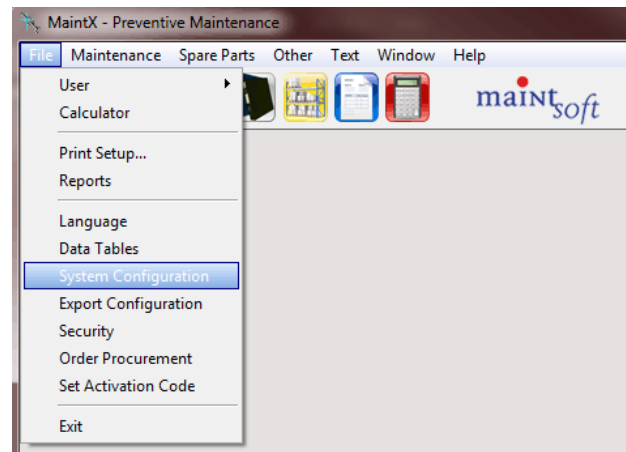 MaintX - Preventive Maintenance
File Maintenance Spare Parts Other Text Window Help
maintsoft
User
Calculator
Print Setup...
Reports
Language
Data Tables
System Configuration
Export Configuration
Security
Order Procurement
Set Activation Code
Exit